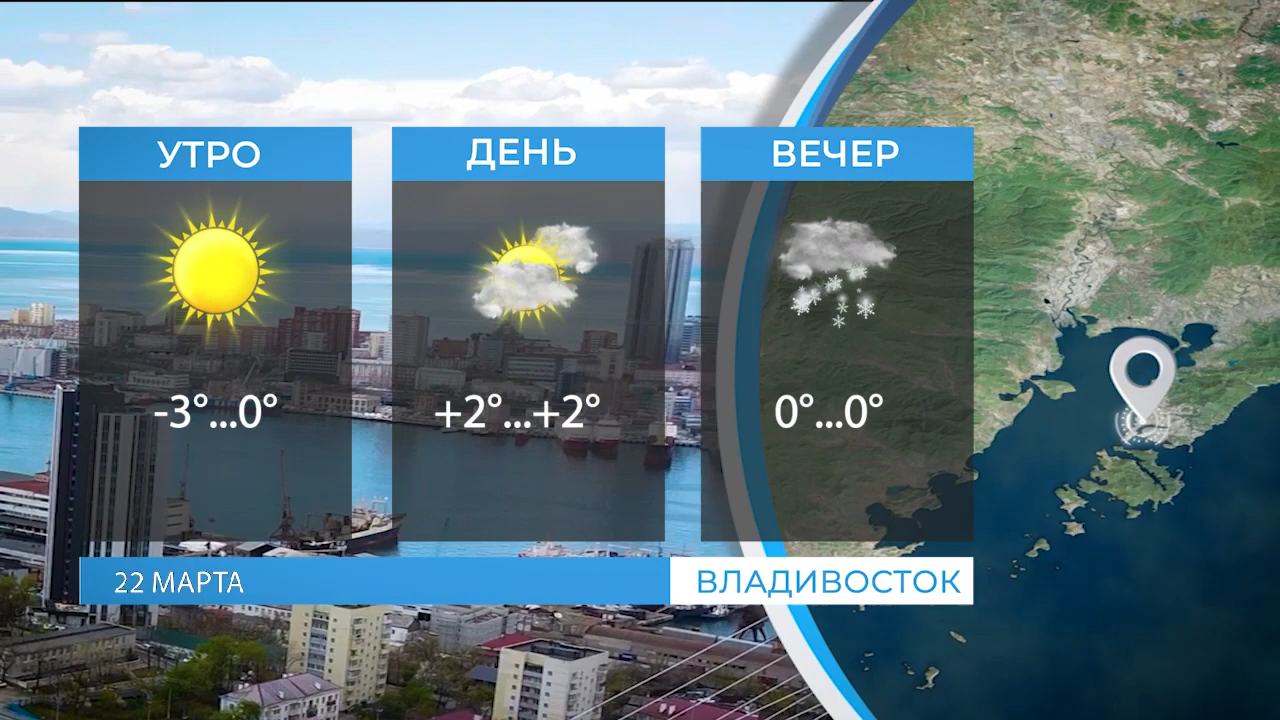 УТРО
-3°...0°
ДЕНЬ
+2°...+2°
ВЕЧЕР
0°...0°
22 МАРТА
ВЛАДИВОСТОК